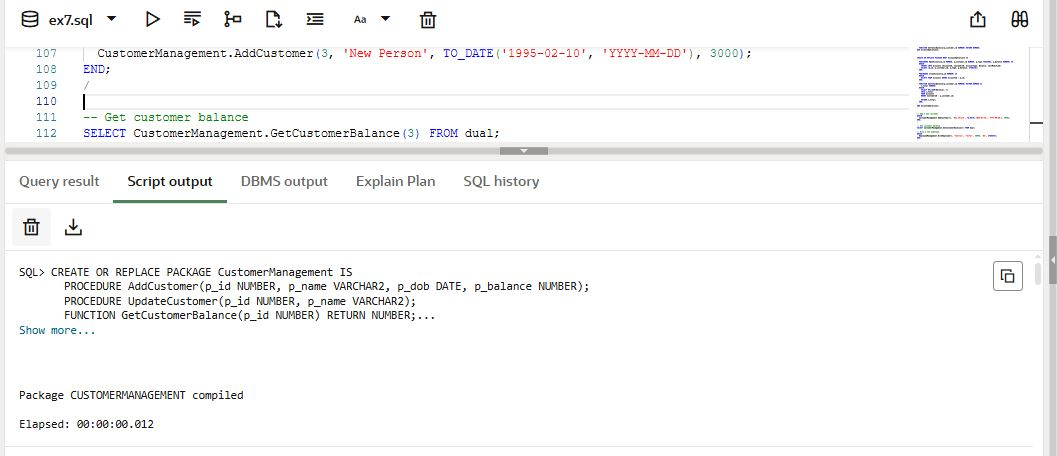 ex7.sql
Aa
107 CustomerManagement.AddCustomer(3, 'New Person', TO_DATE('1995-02-10', 'YYYY-MM-DD'), 3000);
108 END;
109 /
110
111 -- Get customer balance
112 SELECT CustomerManagement.GetCustomerBalance(3) FROM dual;
Query result Script output DBMS output Explain Plan SQL history
SQL> CREATE OR REPLACE PACKAGE CustomerManagement IS
PROCEDURE AddCustomer(p_id NUMBER, p_name VARCHAR2, p_dob DATE, p_balance NUMBER);
PROCEDURE UpdateCustomer(p_id NUMBER, p_name VARCHAR2);
FUNCTION GetCustomerBalance(p_id NUMBER) RETURN NUMBER;...
Show more...
Package CUSTOMERMANAGEMENT compiled
Elapsed: 00:00:00.012